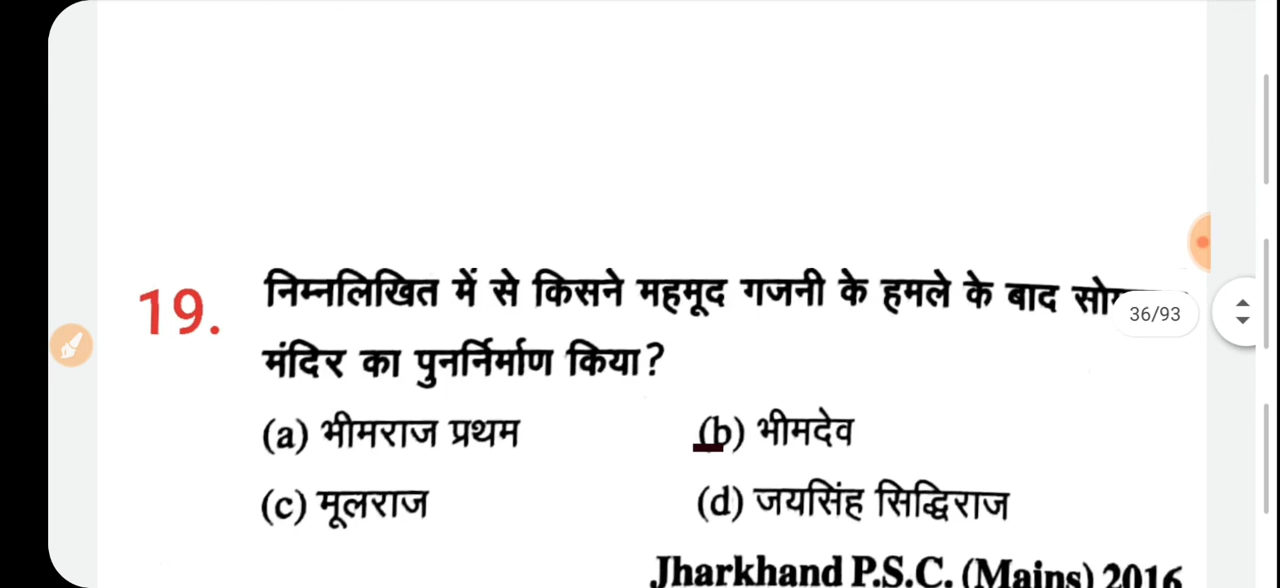 36/93
19. निम्नलिखित में से किसने महमूद गजनी के हमले के बाद
मंदिर का पुनर्निर्माण किया?
(a) भीमराज प्रथम (b) भीमदेव
(c) मूलराज (d) जयसिंह सिद्धिराज
Jharkhand P.S.C. (Mains) 2016